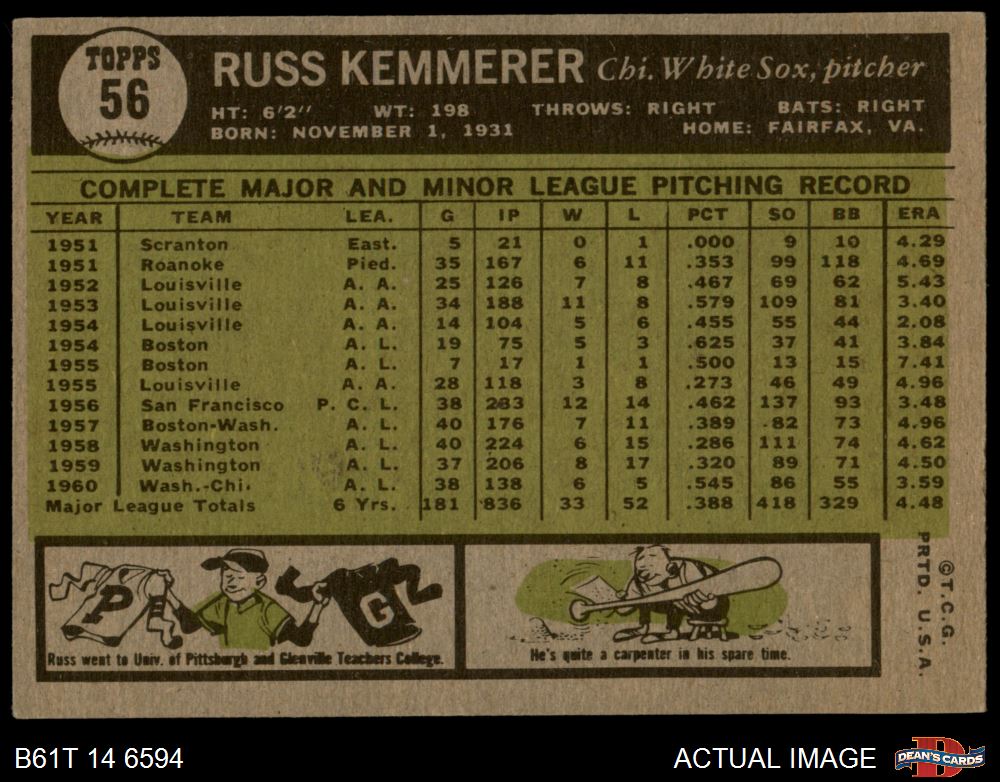 TOPPS
56
RUSS KEMMERER Chi. White Sox, pitcher
HT: 6'2" WT: 198 THROWS: RIGHT BATS: RIGHT
BORN: NOVEMBER 1, 1931 HOME: FAIRFAX, VA.
COMPLETE MAJOR AND MINOR LEAGUE PITCHING RECORD
YEAR TEAM LEA. G IP W L PCT SO BB ERA
1951 Scranton East. 5 21 0 1 .000 9 10 4.29
1951 Roanoke Pied. 35 167 6 11 .353 99 118 4.69
1952 Louisville A. A. 25 126 7 8 .467 69 62 5.43
1953 Louisville A. A. 34 188 11 8 .579 109 81 3.40
1954 Louisville A. A. 14 104 5 6 .455 55 44 2.08
1954 Boston A. L. 19 75 5 3 .625 37 41 3.84
1955 Boston A. L. 7 17 1 1 .500 13 15 7.41
1955 Louisville A. A. 28 118 3 8 .273 46 49 4.96
1956 San Francisco P. C. L. 38 283 12 14 .462 137 93 3.48
1957 Boston-Wash. A. L. 40 176 7 11 .389 82 73 4.96
1958 Washington A. L. 40 224 6 15 .286 111 74 4.62
1959 Washington A. L. 37 206 8 17 .320 89 71 4.50
1960 Wash.-Chi. A. L. 38 138 6 5 .545 86 55 3.59
Major League Totals 6 Yrs. 181 836 33 52 .388 418 329 4.48
P
G
Russ went to Univ. of Pittsburgh and Glenville Teachers College.
He's quite a carpenter in his spare time.
©T.C.G.
PRTD. U.S.A.
B61T 14 6594 ACTUAL IMAGE
D
DEAN'S CARDS